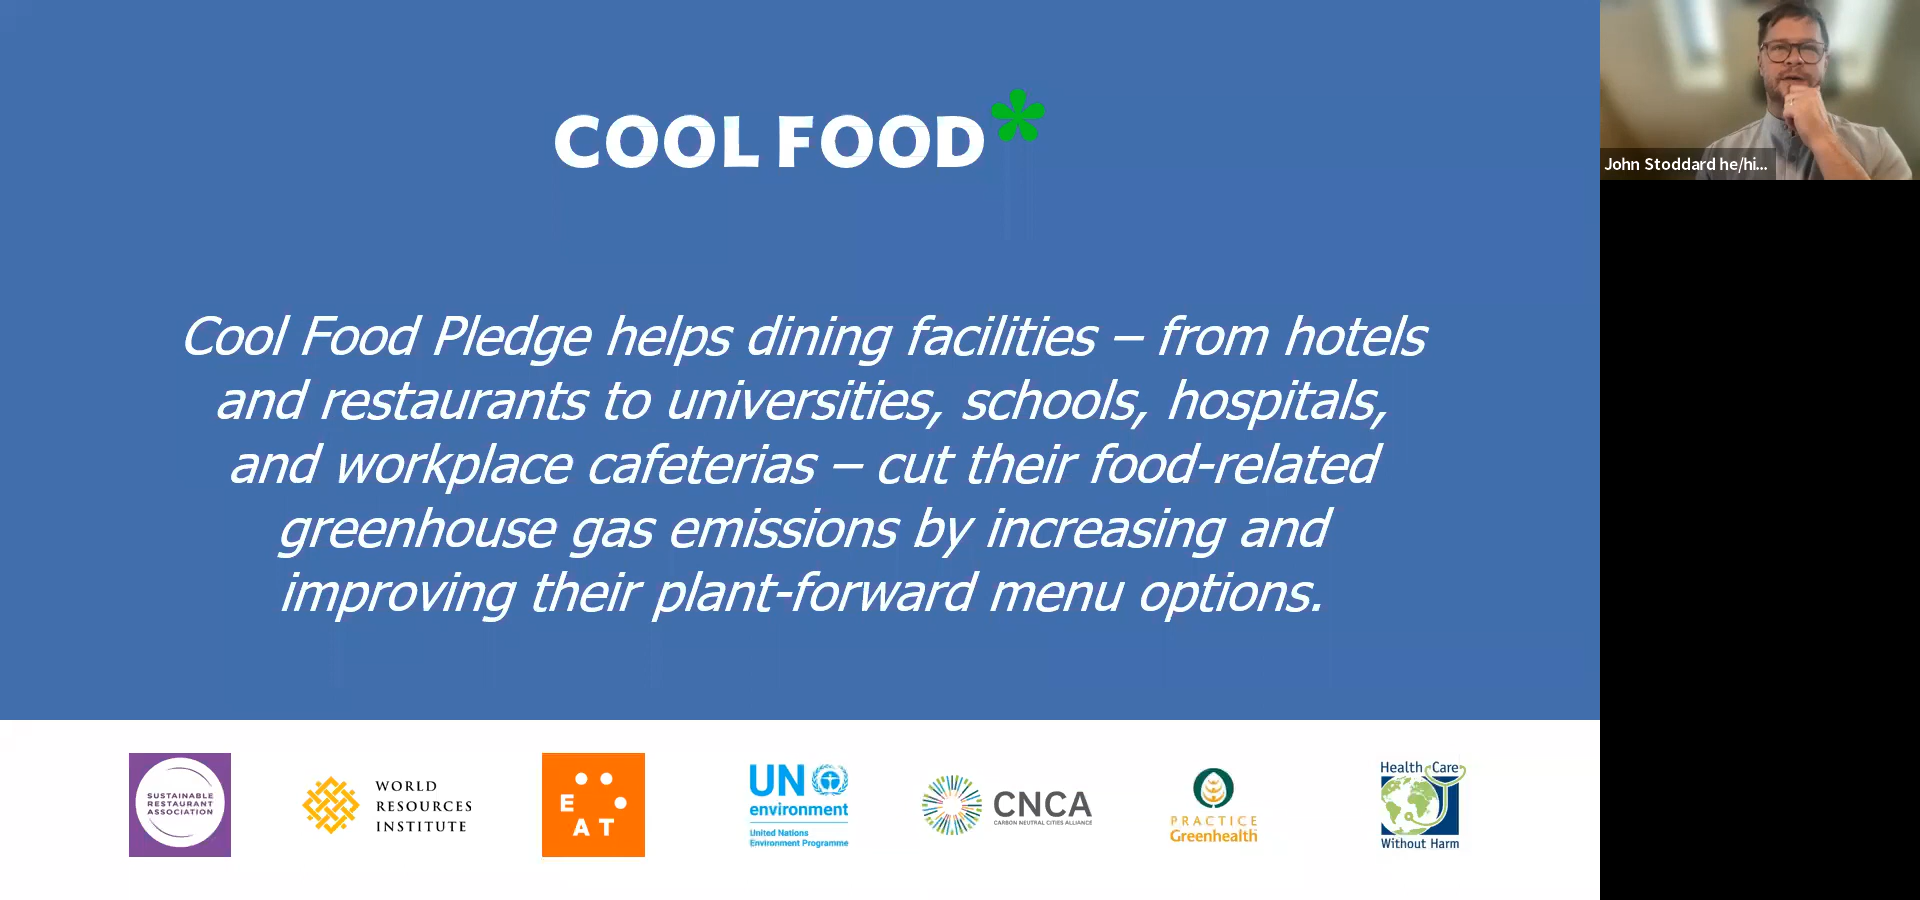 COOL FOOD
Cool Food Pledge helps dining facilities – from hotels
and restaurants to universities, schools, hospitals,
and workplace cafeterias – cut their food-related
greenhouse gas emissions by increasing and
improving their plant-forward menu options.
SUSTAINABLE
RESTAURANT
ASSOCIATION
WORLD
RESOURCES
INSTITUTE
E
AT
UN
environment
United Nations
Environment Programme
CNCA
CARBON NEUTRAL CITIES ALLIANCE
PRACTICE
Greenhealth
Health Care
Without Harm
John Stoddard he/hi...